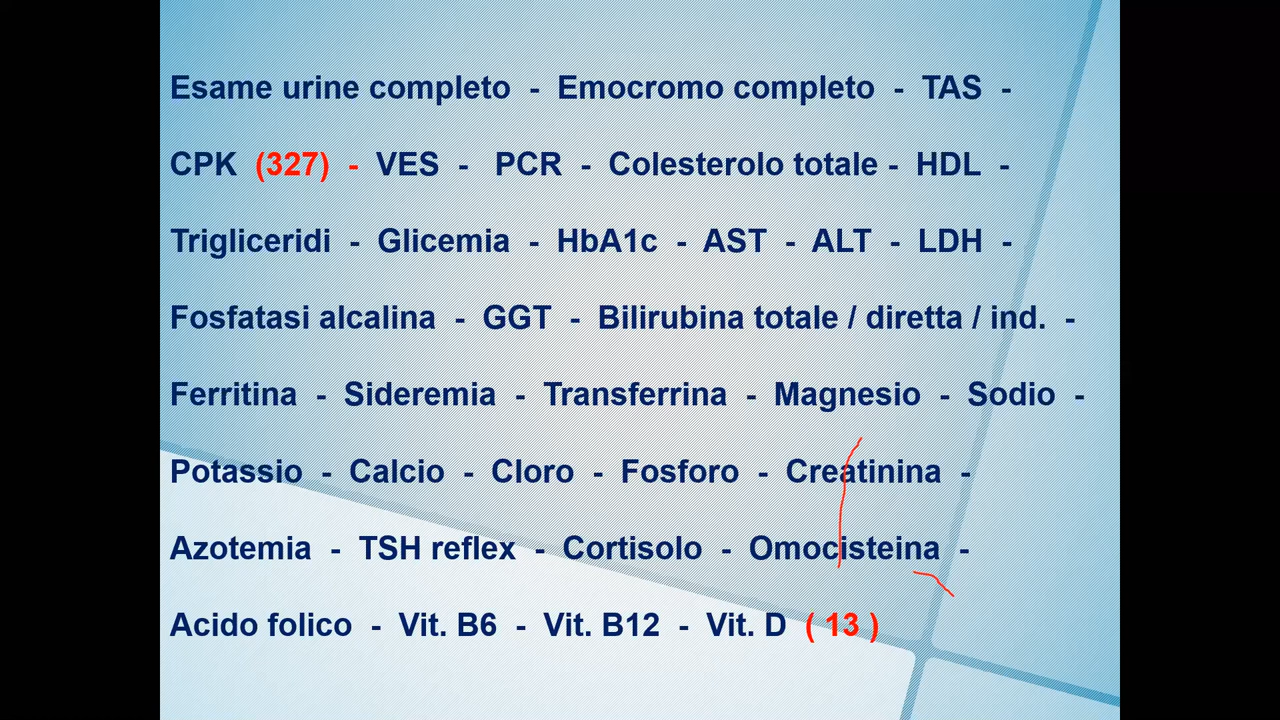 Esame urine completo - Emocromo completo - TAS -
CPK (327) - VES - PCR - Colesterolo totale - HDL -
Trigliceridi - Glicemia - HbA1c - AST - ALT - LDH -
Fosfatasi alcalina - GGT - Bilirubina totale / diretta / ind. -
Ferritina - Sideremia - Transferrina - Magnesio - Sodio -
Potassio - Calcio - Cloro - Fosforo - Creatinina -
Azotemia - TSH reflex - Cortisolo - Omocisteina -
Acido folico - Vit. B6 - Vit. B12 - Vit. D ( 13 )